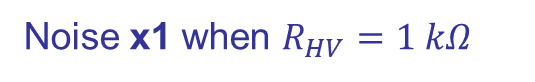 Noise x1 when R_HV = 1 kΩ